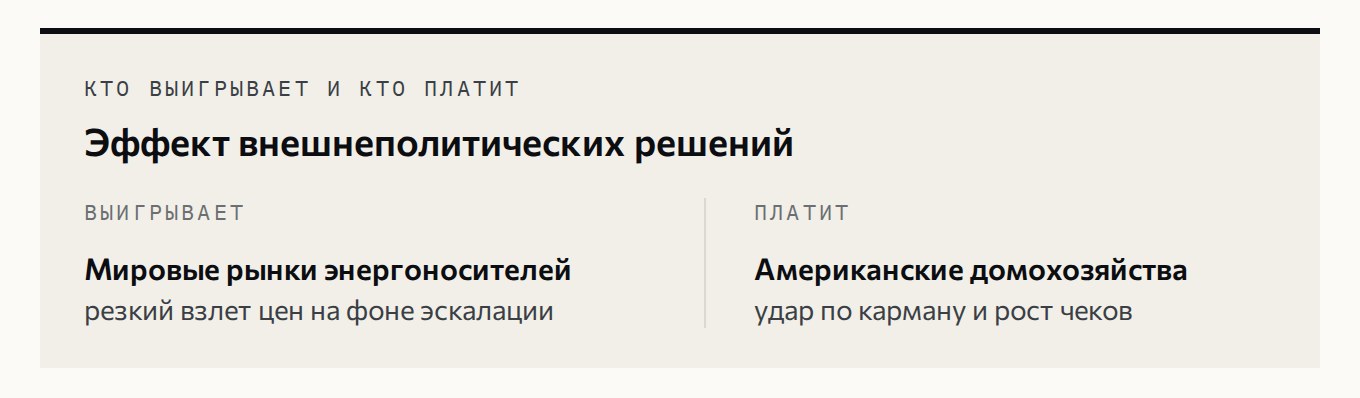 КТО ВЫИГРЫВАЕТ И КТО ПЛАТИТ
Эффект внешнеполитических решений
ВЫИГРЫВАЕТ
Мировые рынки энергоносителей
резкий взлет цен на фоне эскалации
ПЛАТИТ
Американские домохозяйства
удар по карману и рост чеков